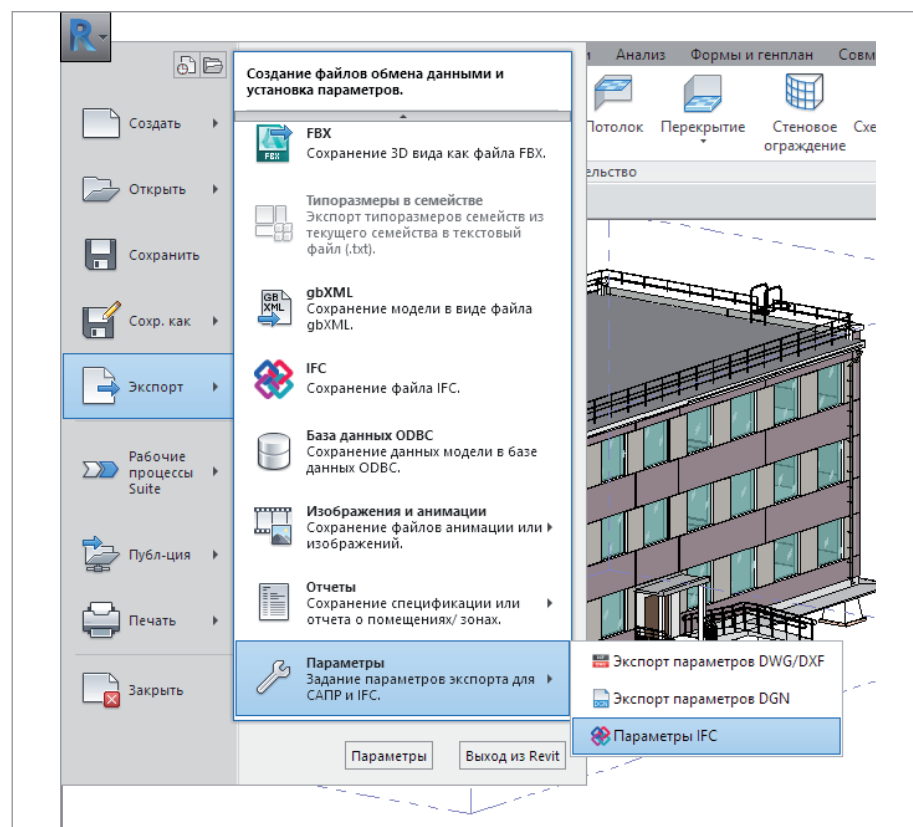 R
и Анализ Формы и генплан Совм
Потолок Перекрытие Стеновое ограждение Схе
ельство
Создать
Открыть
Сохранить
Сохр. как
Экспорт
Рабочие
процессы
Suite
Публ-ция
Печать
Закрыть
Создание файлов обмена данными и
установка параметров.
FBX
FBX
Сохранение 3D вида как файла FBX.
Типоразмеры в семействе
Экспорт типоразмеров семейств из
текущего семейства в текстовый
файл (.txt).
GB
XML
gbXML
Сохранение модели в виде файла
gbXML.
IFC
Сохранение файла IFC.
База данных ODBC
Сохранение данных модели в базе
данных ODBC.
Изображения и анимации
Сохранение файлов анимации или
изображений.
Отчеты
Сохранение спецификации или
отчета о помещениях/ зонах.
Параметры
Задание параметров экспорта для
САПР и IFC.
Экспорт параметров DWG/DXF
DGN
Экспорт параметров DGN
Параметры IFC
Параметры
Выход из Revit